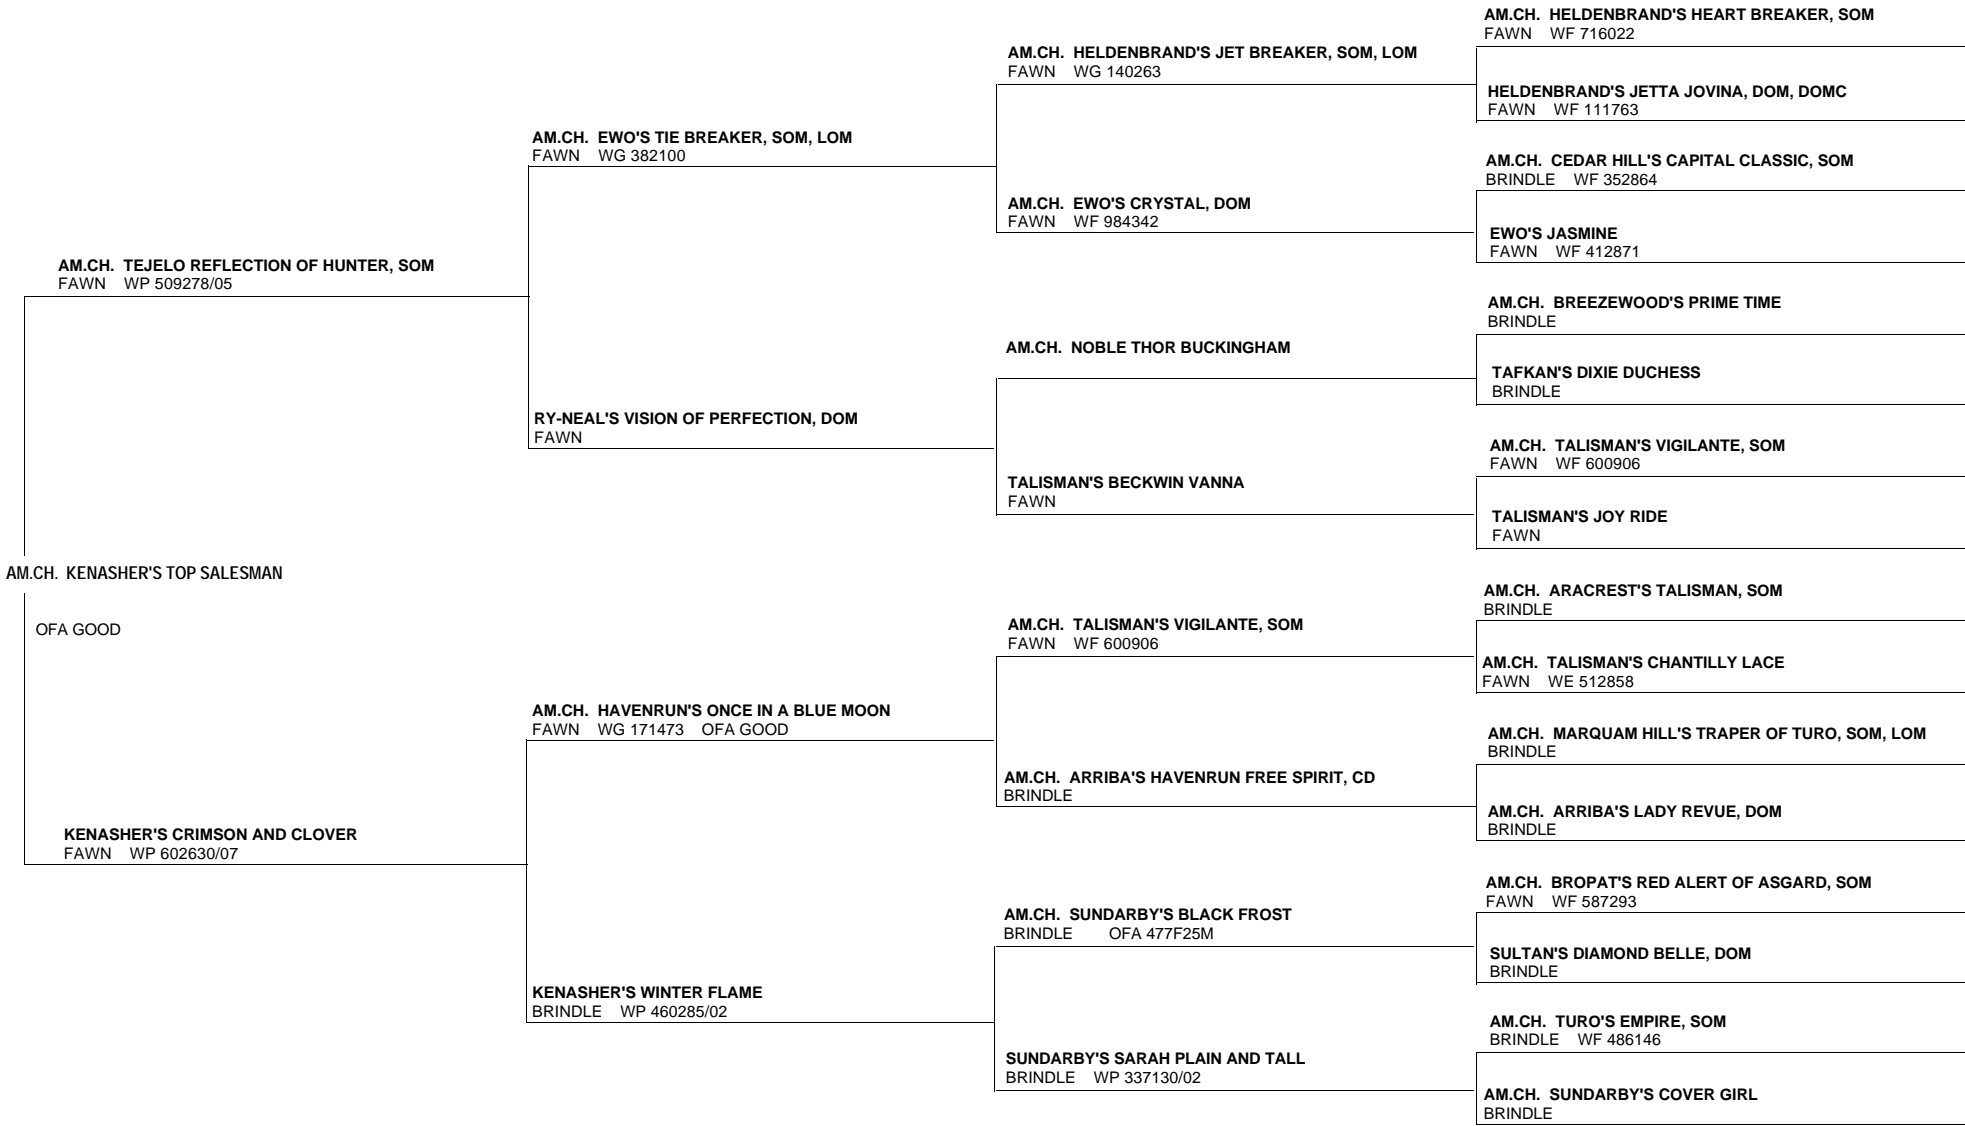 AM.CH. HELDENBRAND'S HEART BREAKER, SOM
FAWN WF 716022
AM.CH. HELDENBRAND'S JET BREAKER, SOM, LOM
FAWN WG 140263
HELDENBRAND'S JETTA JOVINA, DOM, DOMC
FAWN WF 111763
AM.CH. EWO'S TIE BREAKER, SOM, LOM
FAWN WG 382100
AM.CH. CEDAR HILL'S CAPITAL CLASSIC, SOM
BRINDLE WF 352864
AM.CH. EWO'S CRYSTAL, DOM
FAWN WF 984342
EWO'S JASMINE
FAWN WF 412871
AM.CH. TEJELO REFLECTION OF HUNTER, SOM
FAWN WP 509278/05
AM.CH. BREEZEWOOD'S PRIME TIME
BRINDLE
AM.CH. NOBLE THOR BUCKINGHAM
TAFKAN'S DIXIE DUCHESS
BRINDLE
RY-NEAL'S VISION OF PERFECTION, DOM
FAWN
AM.CH. TALISMAN'S VIGILANTE, SOM
FAWN WF 600906
TALISMAN'S BECKWIN VANNA
FAWN
TALISMAN'S JOY RIDE
FAWN
AM.CH. KENASHER'S TOP SALESMAN
OFA GOOD
AM.CH. ARACREST'S TALISMAN, SOM
BRINDLE
AM.CH. TALISMAN'S VIGILANTE, SOM
FAWN WF 600906
AM.CH. TALISMAN'S CHANTILLY LACE
FAWN WE 512858
AM.CH. HAVENRUN'S ONCE IN A BLUE MOON
FAWN WG 171473 OFA GOOD
AM.CH. MARQUAM HILL'S TRAPER OF TURO, SOM, LOM
BRINDLE
AM.CH. ARRIBA'S HAVENRUN FREE SPIRIT, CD
BRINDLE
AM.CH. ARRIBA'S LADY REVUE, DOM
BRINDLE
KENASHER'S CRIMSON AND CLOVER
FAWN WP 602630/07
AM.CH. BROPAT'S RED ALERT OF ASGARD, SOM
FAWN WF 587293
AM.CH. SUNDARBY'S BLACK FROST
BRINDLE OFA 477F25M
SULTAN'S DIAMOND BELLE, DOM
BRINDLE
KENASHER'S WINTER FLAME
BRINDLE WP 460285/02
AM.CH. TURO'S EMPIRE, SOM
BRINDLE WF 486146
SUNDARBY'S SARAH PLAIN AND TALL
BRINDLE WP 337130/02
AM.CH. SUNDARBY'S COVER GIRL
BRINDLE